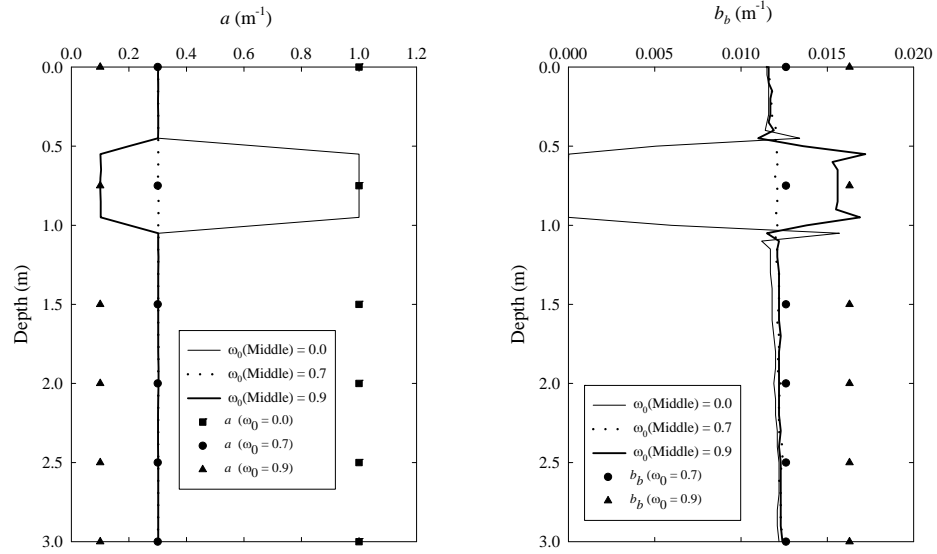 a (m⁻¹)
0.0 0.2 0.4 0.6 0.8 1.0 1.2
Depth (m)
0.0
0.5
1.0
1.5
2.0
2.5
3.0
ω₀(Middle) = 0.0
ω₀(Middle) = 0.7
ω₀(Middle) = 0.9
a (ω₀ = 0.0)
a (ω₀ = 0.7)
a (ω₀ = 0.9)
b_b (m⁻¹)
0.000 0.005 0.010 0.015 0.020
Depth (m)
0.0
0.5
1.0
1.5
2.0
2.5
3.0
ω₀(Middle) = 0.0
ω₀(Middle) = 0.7
ω₀(Middle) = 0.9
b_b (ω₀ = 0.7)
b_b (ω₀ = 0.9)